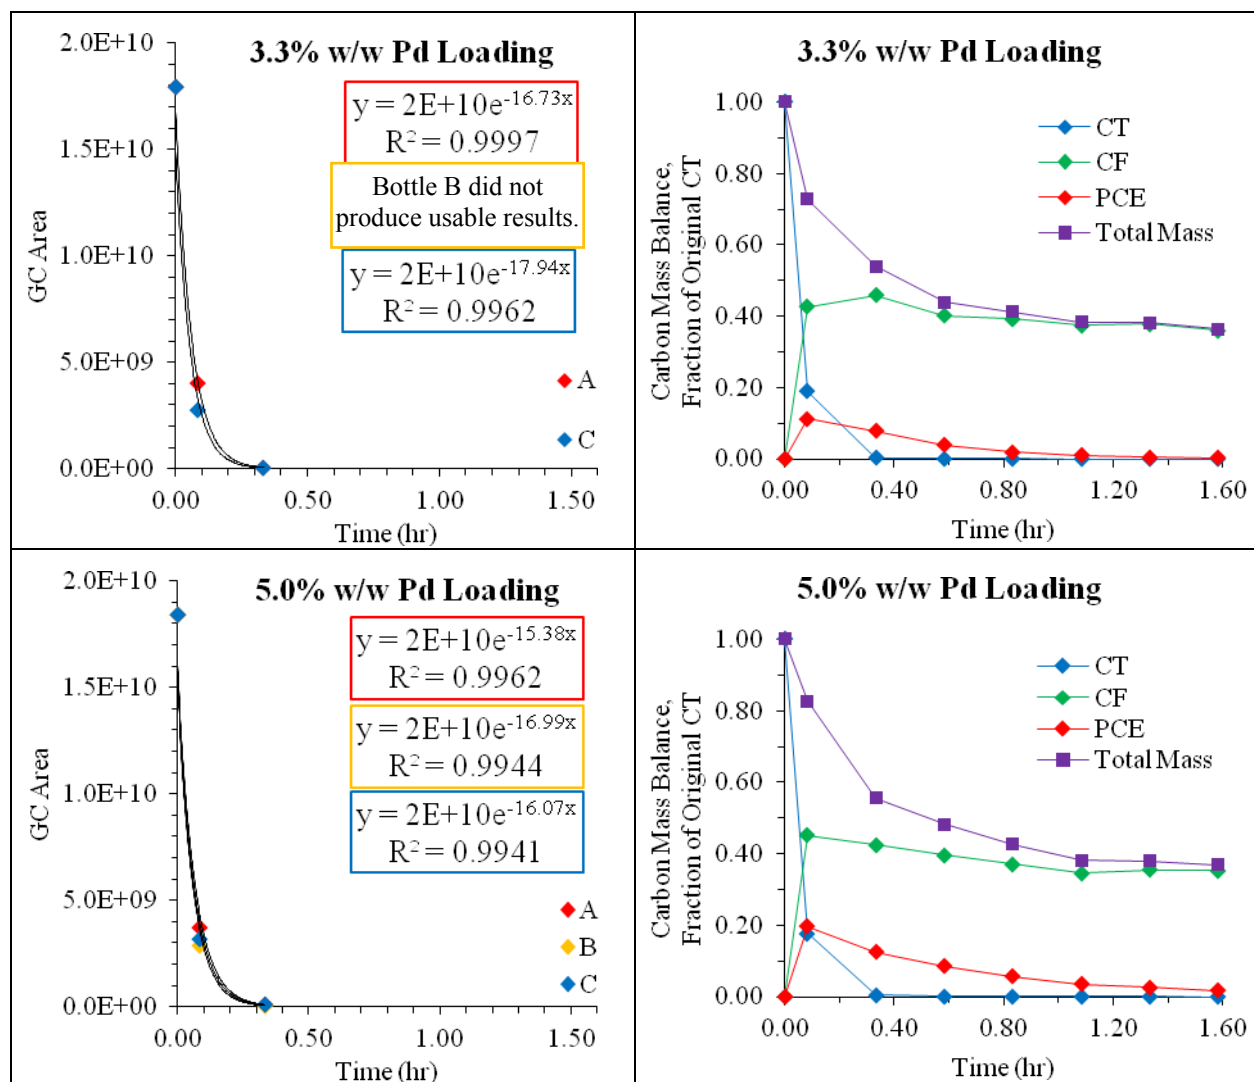 3.3% w/w Pd Loading
2.0E+10
1.5E+10
1.0E+10
5.0E+09
0.0E+00
GC Area
y = 2E+10e^-16.73x
R² = 0.9997
Bottle B did not
produce usable results.
y = 2E+10e^-17.94x
R² = 0.9962
A
C
0.00 0.50 1.00 1.50
Time (hr)
3.3% w/w Pd Loading
1.00
0.80
0.60
0.40
0.20
0.00
Carbon Mass Balance,
Fraction of Original CT
CT
CF
PCE
Total Mass
0.00 0.40 0.80 1.20 1.60
Time (hr)
5.0% w/w Pd Loading
2.0E+10
1.5E+10
1.0E+10
5.0E+09
0.0E+00
GC Area
y = 2E+10e^-15.38x
R² = 0.9962
y = 2E+10e^-16.99x
R² = 0.9944
y = 2E+10e^-16.07x
R² = 0.9941
A
B
C
0.00 0.50 1.00 1.50
Time (hr)
5.0% w/w Pd Loading
1.00
0.80
0.60
0.40
0.20
0.00
Carbon Mass Balance,
Fraction of Original CT
CT
CF
PCE
Total Mass
0.00 0.40 0.80 1.20 1.60
Time (hr)